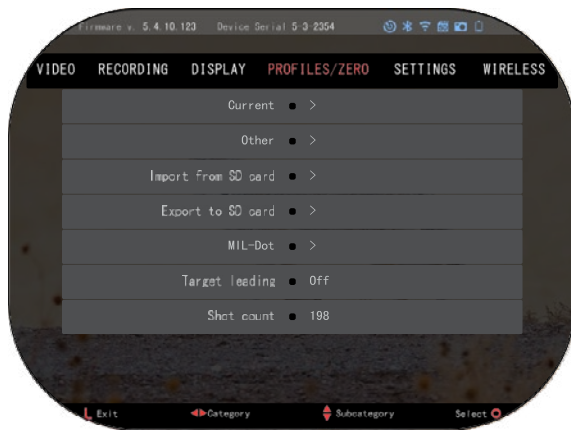 Firmware v. 5.4.10.123 Device Serial 5-3-2354
VIDEO RECORDING DISPLAY PROFILES/ZERO SETTINGS WIRELESS
Current >
Other >
Import from SD card >
Export to SD card >
MIL-Dot >
Target leading Off
Shot count 198
Exit Category Subcategory Select